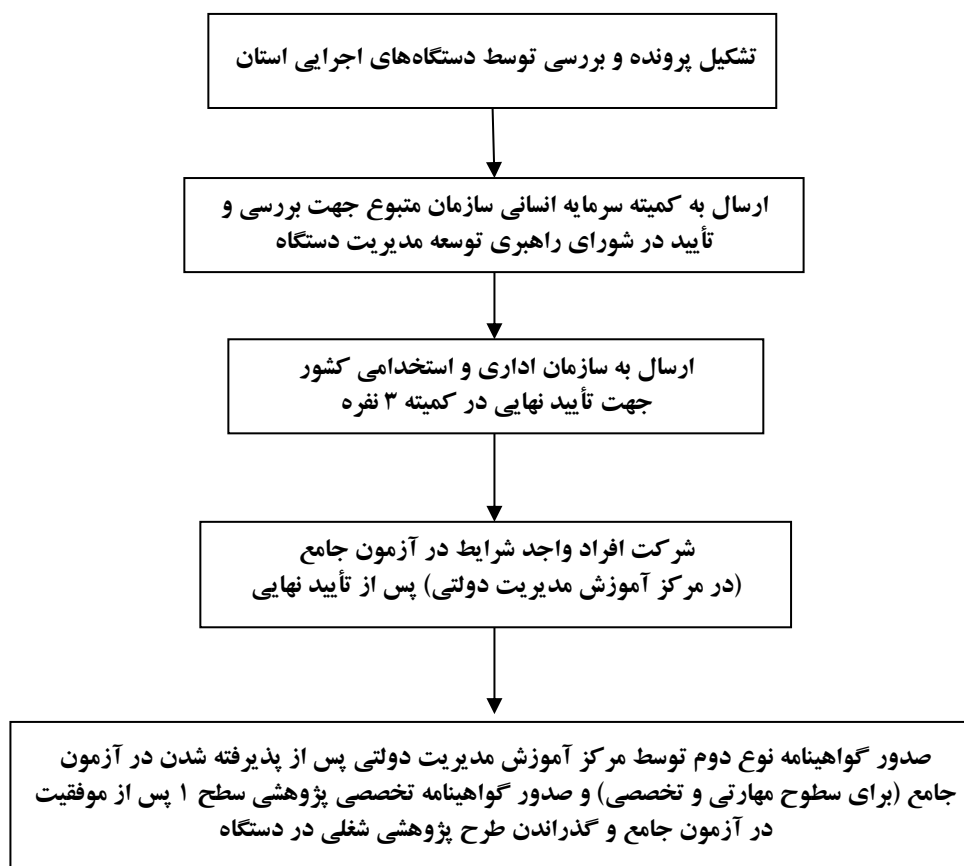 تشکیل پرونده و بررسی توسط دستگاه‌های اجرایی استان
ارسال به کمیته سرمایه انسانی سازمان متبوع جهت بررسی و
تأیید در شورای راهبری توسعه مدیریت دستگاه
ارسال به سازمان اداری و استخدامی کشور
جهت تأیید نهایی در کمیته ۳ نفره
شرکت افراد واجد شرایط در آزمون جامع
(در مرکز آموزش مدیریت دولتی) پس از تأیید نهایی
صدور گواهینامه نوع دوم توسط مرکز آموزش مدیریت دولتی پس از پذیرفته شدن در آزمون
جامع (برای سطوح مهارتی و تخصصی) و صدور گواهینامه تخصصی پژوهشی سطح ۱ پس از موفقیت
در آزمون جامع و گذراندن طرح پژوهشی شغلی در دستگاه